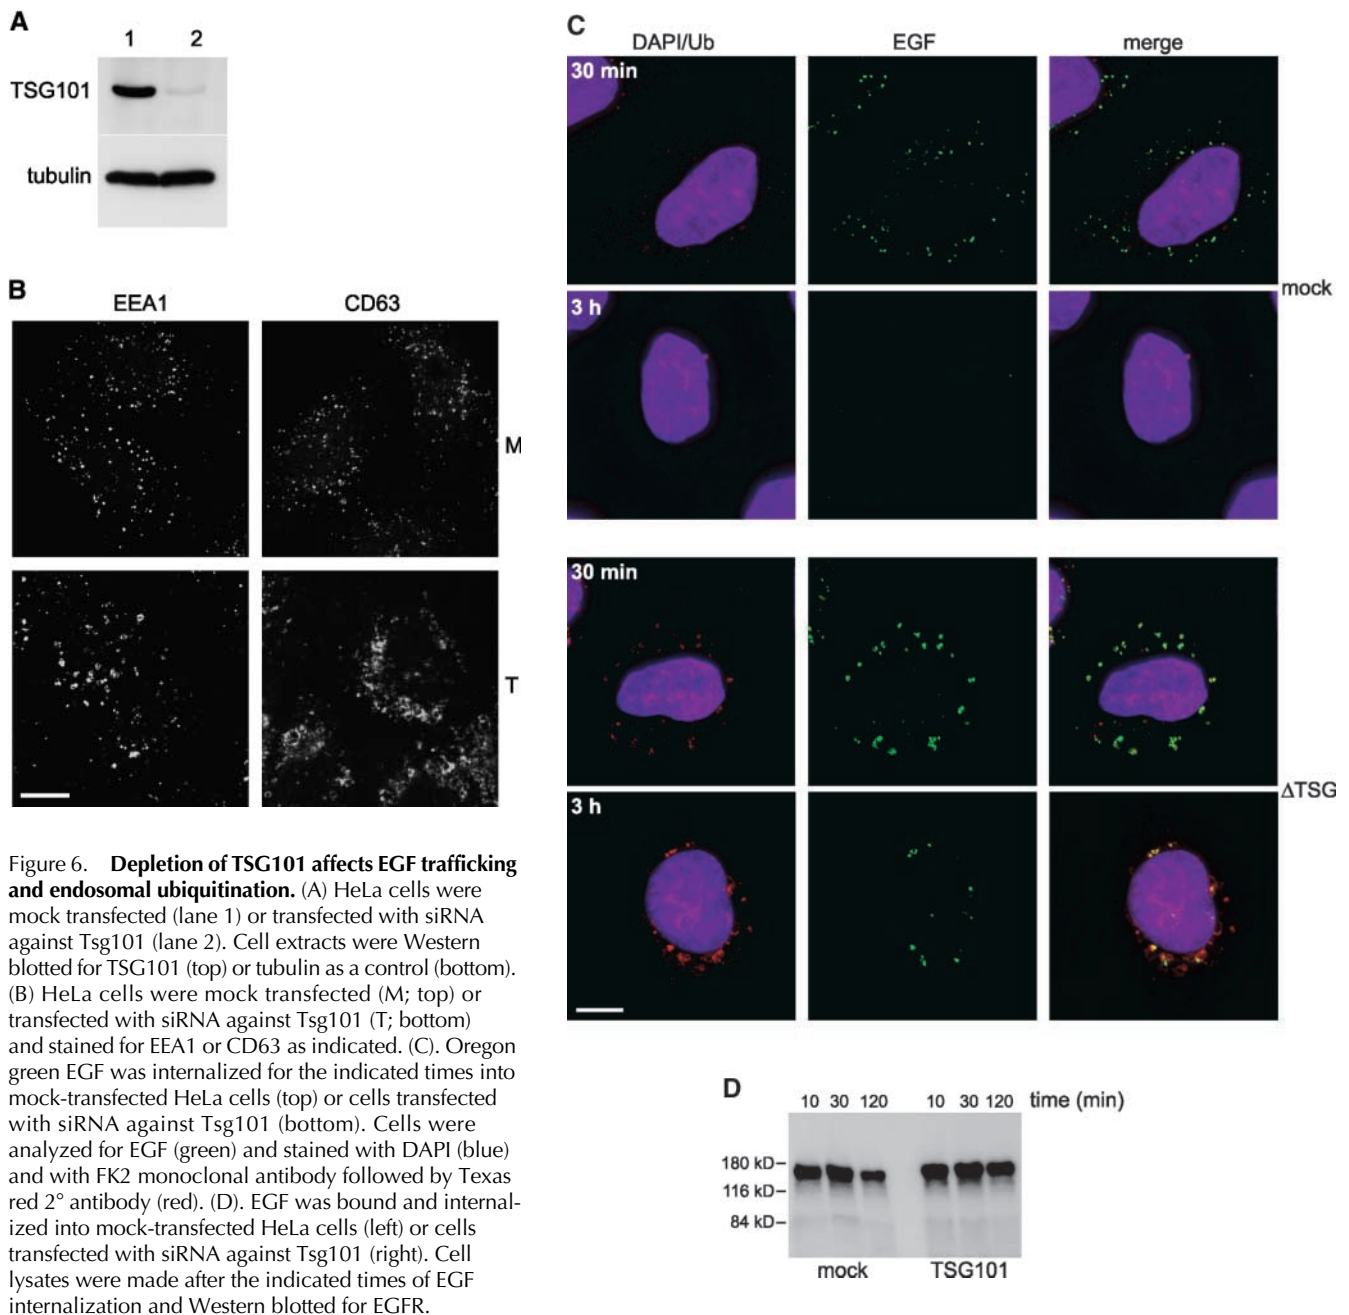 A
1 2
TSG101
tubulin
B
EEA1 CD63
M
T
Figure 6. Depletion of TSG101 affects EGF trafficking
and endosomal ubiquitination. (A) HeLa cells were
mock transfected (lane 1) or transfected with siRNA
against Tsg101 (lane 2). Cell extracts were Western
blotted for TSG101 (top) or tubulin as a control (bottom).
(B) HeLa cells were mock transfected (M; top) or
transfected with siRNA against Tsg101 (T; bottom)
and stained for EEA1 or CD63 as indicated. (C). Oregon
green EGF was internalized for the indicated times into
mock-transfected HeLa cells (top) or cells transfected
with siRNA against Tsg101 (bottom). Cells were
analyzed for EGF (green) and stained with DAPI (blue)
and with FK2 monoclonal antibody followed by Texas
red 2° antibody (red). (D). EGF was bound and internal-
ized into mock-transfected HeLa cells (left) or cells
transfected with siRNA against Tsg101 (right). Cell
lysates were made after the indicated times of EGF
internalization and Western blotted for EGFR.
C
DAPI/Ub EGF merge
30 min
mock
3 h
30 min
ΔTSG
3 h
D
10 30 120 10 30 120 time (min)
180 kD
116 kD
84 kD
mock TSG101